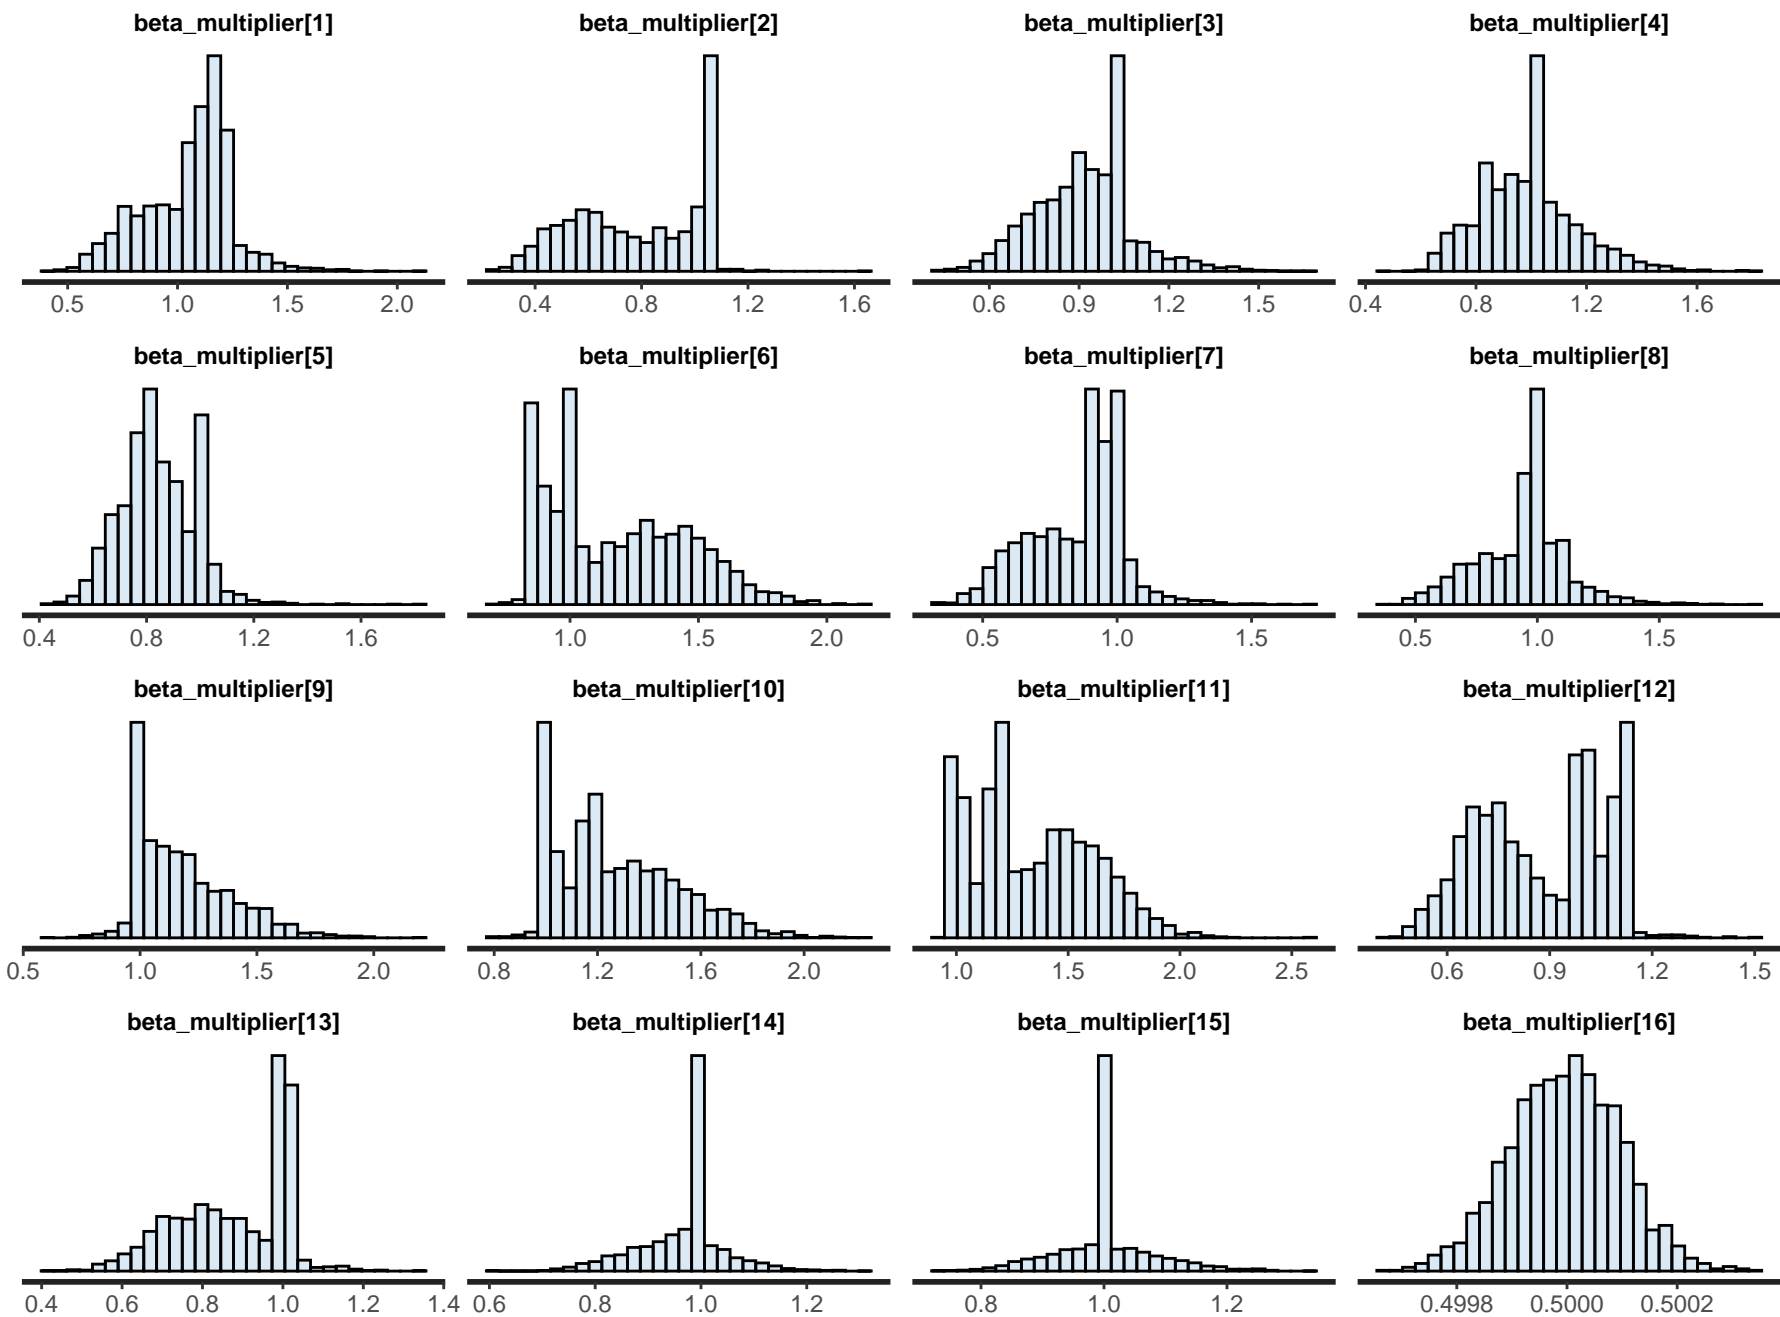 beta_multiplier[1] beta_multiplier[2] beta_multiplier[3] beta_multiplier[4]
0.5 1.0 1.5 2.0 0.4 0.8 1.2 1.6 0.6 0.9 1.2 1.5 0.4 0.8 1.2 1.6
beta_multiplier[5] beta_multiplier[6] beta_multiplier[7] beta_multiplier[8]
0.4 0.8 1.2 1.6 1.0 1.5 2.0 0.5 1.0 1.5 0.5 1.0 1.5
beta_multiplier[9] beta_multiplier[10] beta_multiplier[11] beta_multiplier[12]
0.5 1.0 1.5 2.0 0.8 1.2 1.6 2.0 1.0 1.5 2.0 2.5 0.6 0.9 1.2 1.5
beta_multiplier[13] beta_multiplier[14] beta_multiplier[15] beta_multiplier[16]
0.4 0.6 0.8 1.0 1.2 1.4 0.6 0.8 1.0 1.2 0.8 1.0 1.2 0.4998 0.5000 0.5002